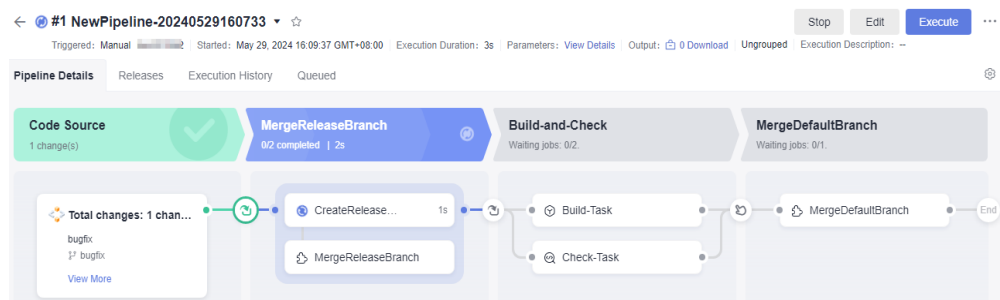 #1 NewPipeline-20240529160733
Stop Edit Execute
Triggered: Manual Started: May 29, 2024 16:09:37 GMT+08:00 Execution Duration: 3s Parameters: View Details Output: 0 Download Ungrouped Execution Description: --
Pipeline Details Releases Execution History Queued
Code Source MergeReleaseBranch Build-and-Check MergeDefaultBranch
1 change(s) 0/2 completed | 2s Waiting jobs: 0/2. Waiting jobs: 0/1.
Total changes: 1 chan... CreateRelease... 1s Build-Task MergeDefaultBranch End
bugfix
bugfix MergeReleaseBranch Check-Task
View More